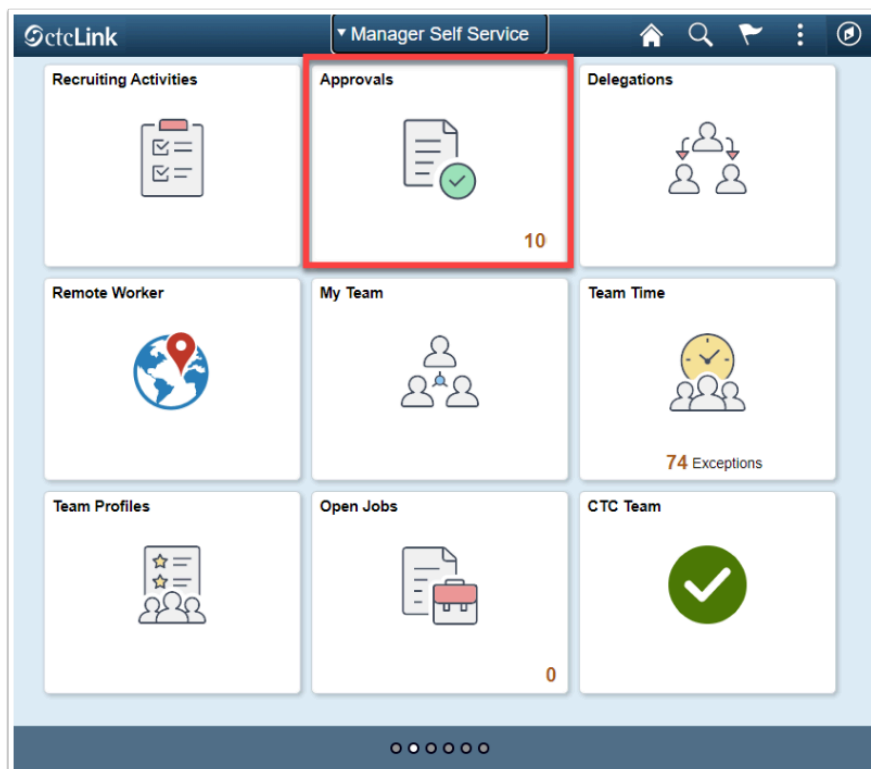 ctcLink
Manager Self Service
Recruiting Activities
Approvals
Delegations
10
Remote Worker
My Team
Team Time
74 Exceptions
Team Profiles
Open Jobs
CTC Team
0